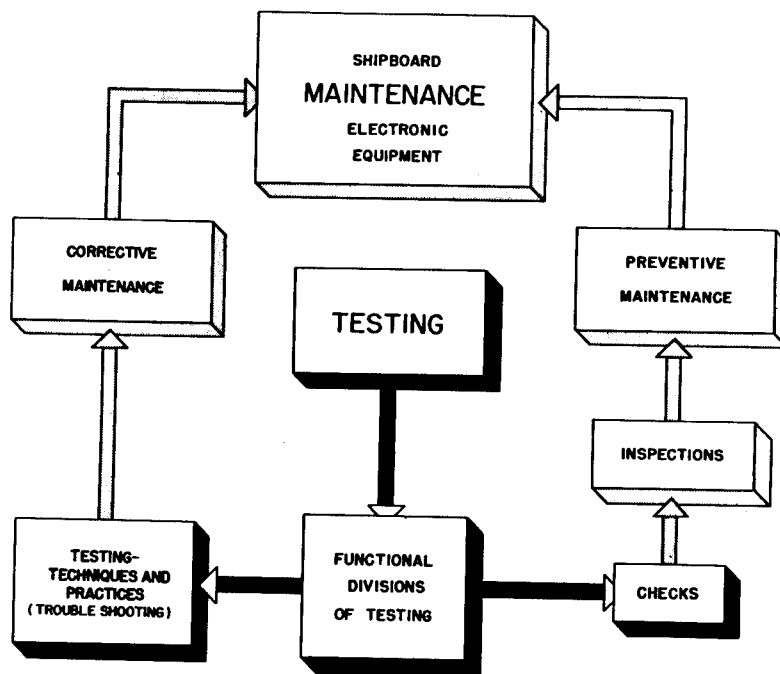 SHIPBOARD
MAINTENANCE
ELECTRONIC
EQUIPMENT
CORRECTIVE
MAINTENANCE
PREVENTIVE
MAINTENANCE
TESTING
INSPECTIONS
TESTING-
TECHNIQUES AND
PRACTICES
(TROUBLE SHOOTING)
FUNCTIONAL
DIVISIONS
OF TESTING
CHECKS